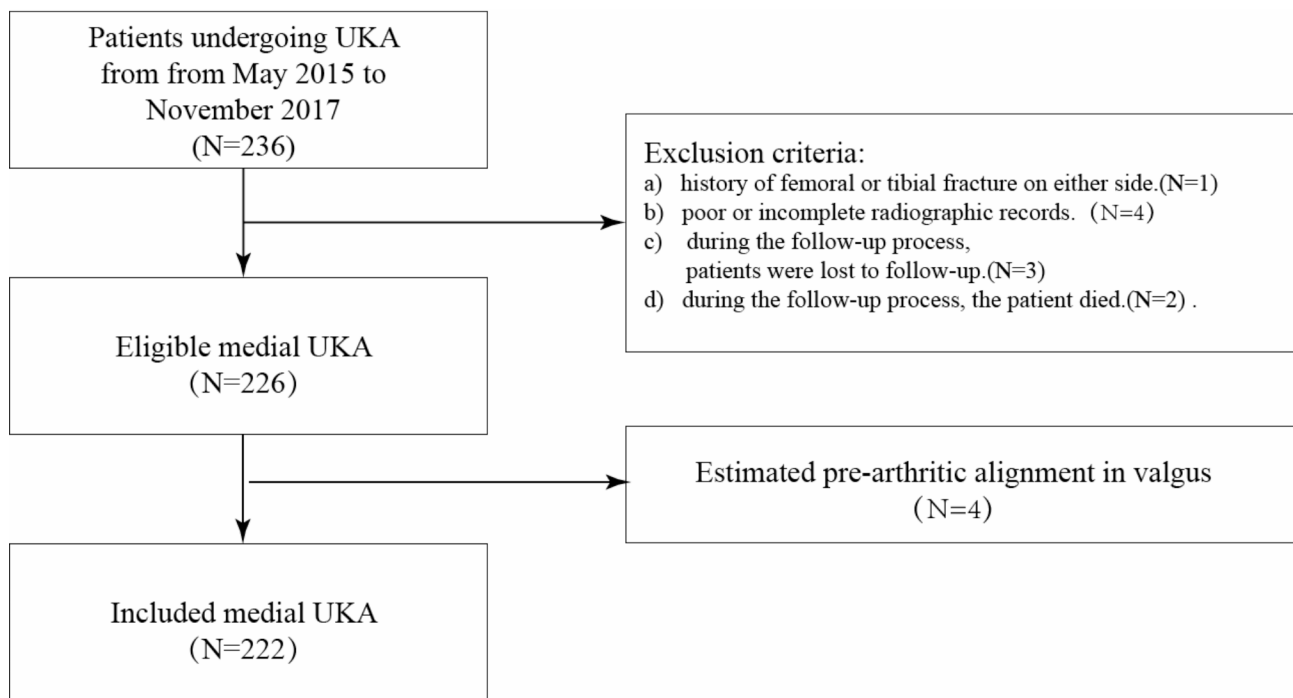 Patients undergoing UKA
from from May 2015 to
November 2017
(N=236)
Exclusion criteria:
a) history of femoral or tibial fracture on either side.(N=1)
b) poor or incomplete radiographic records. (N=4)
c) during the follow-up process,
patients were lost to follow-up.(N=3)
d) during the follow-up process, the patient died.(N=2) .
Eligible medial UKA
(N=226)
Estimated pre-arthritic alignment in valgus
(N=4)
Included medial UKA
(N=222)